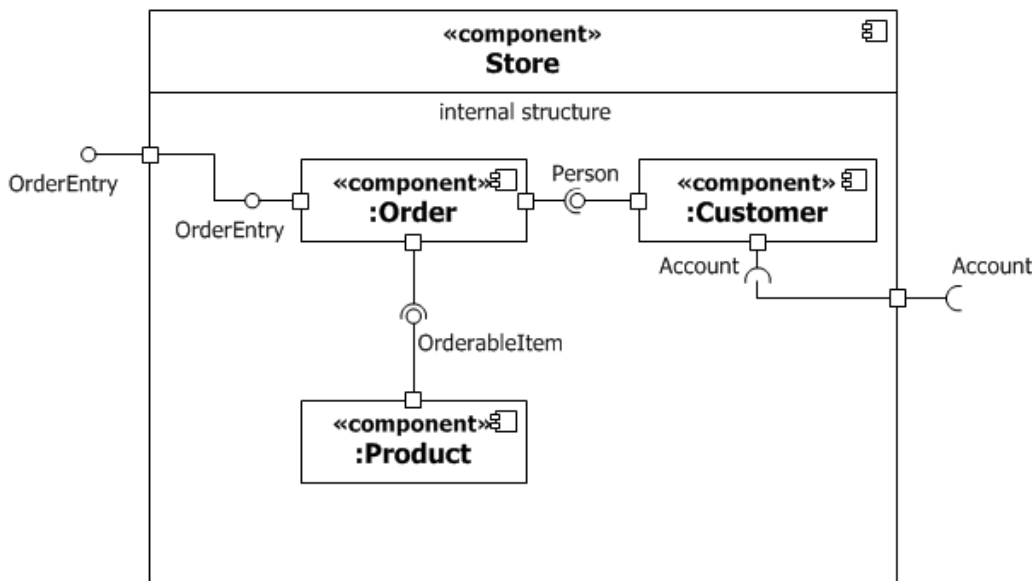 «component»
Store
internal structure
OrderEntry
OrderEntry
«component»
:Order
Person
«component»
:Customer
Account
Account
OrderableItem
«component»
:Product